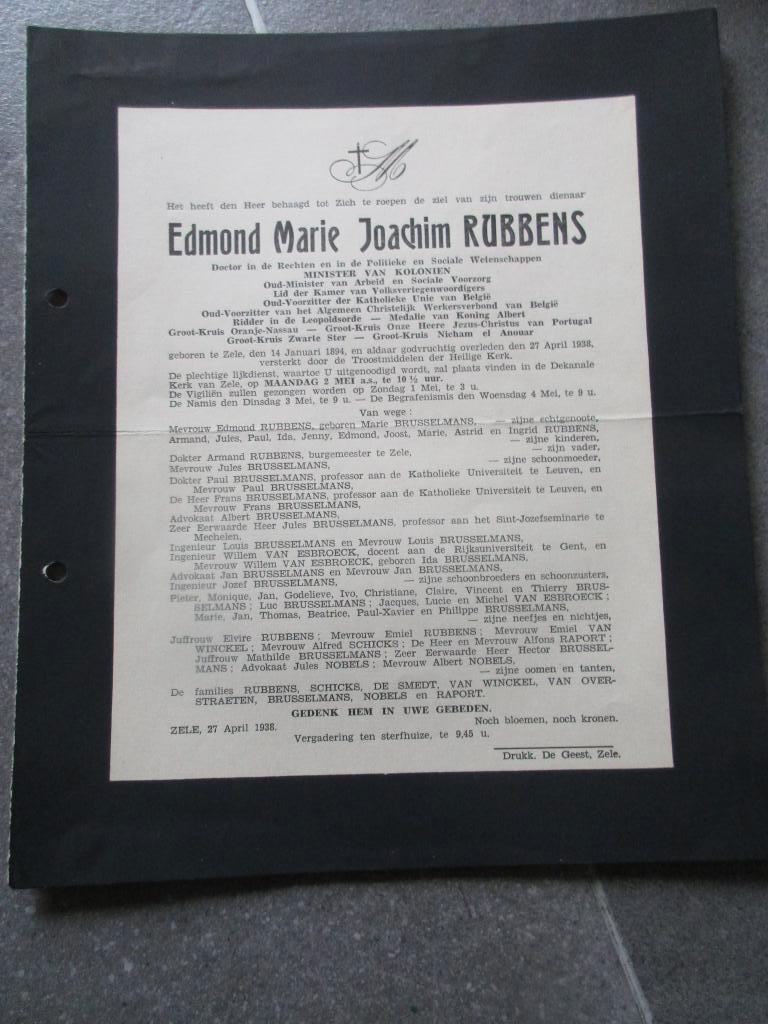 M
Het heeft den Heer behaagd tot Zich te roepen de ziel van zijn trouwen dienaar
Edmond Marie Joachim RUBBENS
Doctor in de Rechten en in de Politieke en Sociale Wetenschappen
MINISTER VAN KOLONIEN
Oud-Minister van Arbeid en Sociale Voorzorg
Lid der Kamer van Volksvertegenwoordigers
Oud-Voorzitter der Katholieke Unie van België
Oud-Voorzitter van het Algemeen Christelijk Werkersverbond van België
Ridder in de Leopoldsorde — Medalie van Koning Albert
Groot-Kruis Oranje-Nassau — Groot-Kruis Onze Heere Jezus-Christus van Portugal
Groot-Kruis Zwarte Ster — Groot-Kruis Nicham el Anouar
geboren te Zele, den 14 Januari 1894, en aldaar godvruchtig overleden den 27 April 1938,
versterkt door de Troostmiddelen der Heilige Kerk.
De plechtige lijkdienst, waartoe U uitgenoodigd wordt, zal plaats vinden in de Dekanale
Kerk van Zele, op MAANDAG 2 MEI a.s., te 10 ½ uur.
De Vigiliën zullen gezongen worden op Zondag 1 Mei, te 3 u.
De Namis den Dinsdag 3 Mei, te 9 u. — De Begrafenismis den Woensdag 4 Mei, te 9 u.
Van wege :
Mevrouw Edmond RUBBENS, geboren Marie BRUSSELMANS, — zijne echtgenoote,
Armand, Jules, Paul, Ida, Jenny, Edmond, Joost, Marie, Astrid en Ingrid RUBBENS,
— zijne kinderen,
Dokter Armand RUBBENS, burgemeester te Zele, — zijn vader,
Mevrouw Jules BRUSSELMANS, — zijne schoonmoeder,
Dokter Paul BRUSSELMANS, professor aan de Katholieke Universiteit te Leuven, en
Mevrouw Paul BRUSSELMANS,
De Heer Frans BRUSSELMANS, professor aan de Katholieke Universiteit te Leuven, en
Mevrouw Frans BRUSSELMANS,
Advokaat Albert BRUSSELMANS,
Zeer Eerwaarde Heer Jules BRUSSELMANS, professor aan het Sint-Jozefseminarie te
Mechelen,
Ingenieur Louis BRUSSELMANS en Mevrouw Louis BRUSSELMANS,
Ingenieur Willem VAN ESBROECK, docent aan de Rijksuniversiteit te Gent, en
Mevrouw Willem VAN ESBROECK, geboren Ida BRUSSELMANS,
Advokaat Jan BRUSSELMANS en Mevrouw Jan BRUSSELMANS,
Ingenieur Jozef BRUSSELMANS, — zijne schoonbroeders en schoonzusters,
Pieter, Monique, Jan, Godelieve, Ivo, Christiane, Claire, Vincent en Thierry BRUS-
SELMANS ; Luc BRUSSELMANS ; Jacques, Lucie en Michel VAN ESBROECK ;
Marie, Jan, Thomas, Beatrice, Paul-Xavier en Philippe BRUSSELMANS,
— zijne neefjes en nichtjes,
Juffrouw Elvire RUBBENS ; Mevrouw Emiel RUBBENS ; Mevrouw Emiel VAN
WINCKEL ; Mevrouw Alfred SCHICKS ; De Heer en Mevrouw Alfons RAPORT ;
Juffrouw Mathilde BRUSSELMANS ; Zeer Eerwaarde Heer Hector BRUSSEL-
MANS ; Advokaat Jules NOBELS ; Mevrouw Albert NOBELS,
— zijne oomen en tanten,
De families RUBBENS, SCHICKS, DE SMEDT, VAN WINCKEL, VAN OVER-
STRAETEN, BRUSSELMANS, NOBELS en RAPORT.
GEDENK HEM IN UWE GEBEDEN.
Noch bloemen, noch kronen.
ZELE, 27 April 1938.
Vergadering ten sterfhuize, te 9,45 u.
Drukk. De Geest, Zele.